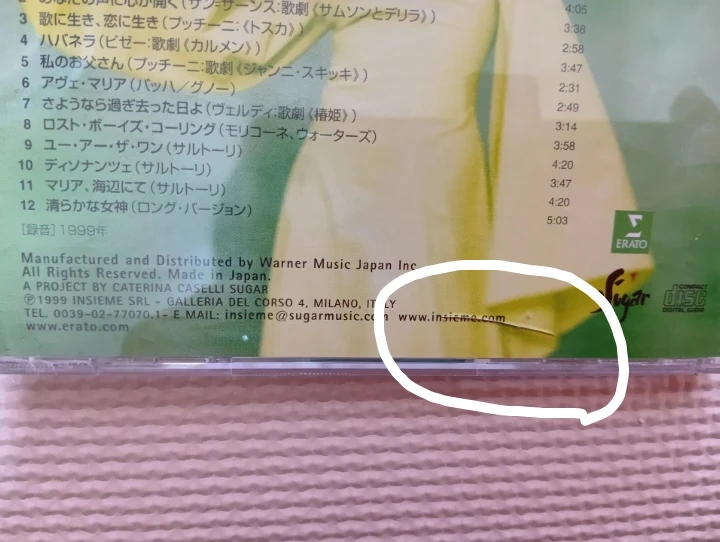 2 あなたの声に心が開く(サン=サーンス:歌劇《サムソンとデリラ》) 4:05
3 歌に生き、恋に生き(プッチーニ:《トスカ》) 3:38
4 ハバネラ(ビゼー:歌劇《カルメン》) 2:58
5 私のお父さん(プッチーニ:歌劇《ジャンニ・スキッキ》) 3:47
6 アヴェ・マリア(バッハ/グノー) 2:31
7 さようなら過ぎ去った日よ(ヴェルディ:歌劇《椿姫》) 2:49
8 ロスト・ボーイズ・コーリング(モリコーネ、ウォーターズ) 3:14
9 ユー・アー・ザ・ワン(サルトーリ) 3:58
10 ディソナンツェ(サルトーリ) 4:20
11 マリア、海辺にて(サルトーリ) 3:47
12 清らかな女神(ロング・バージョン) 4:20
5:03
[録音]1999年
ERATO
Manufactured and Distributed by Warner Music Japan Inc.
All Rights Reserved. Made in Japan.
A PROJECT BY CATERINA CASELLI SUGAR
℗1999 INSIEME SRL - GALLERIA DEL CORSO 4, MILANO, ITALY
TEL. 0039-02-77070.1- E MAIL: insieme@sugarmusic.com www.insieme.com
www.erato.com
Sugar
COMPACT
disc
DIGITAL AUDIO